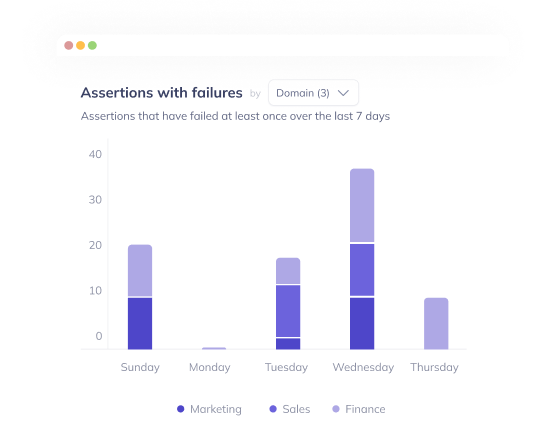 Assertions with failures by Domain (3)
Assertions that have failed at least once over the last 7 days
40
30
20
10
0
Sunday Monday Tuesday Wednesday Thursday
Marketing Sales Finance